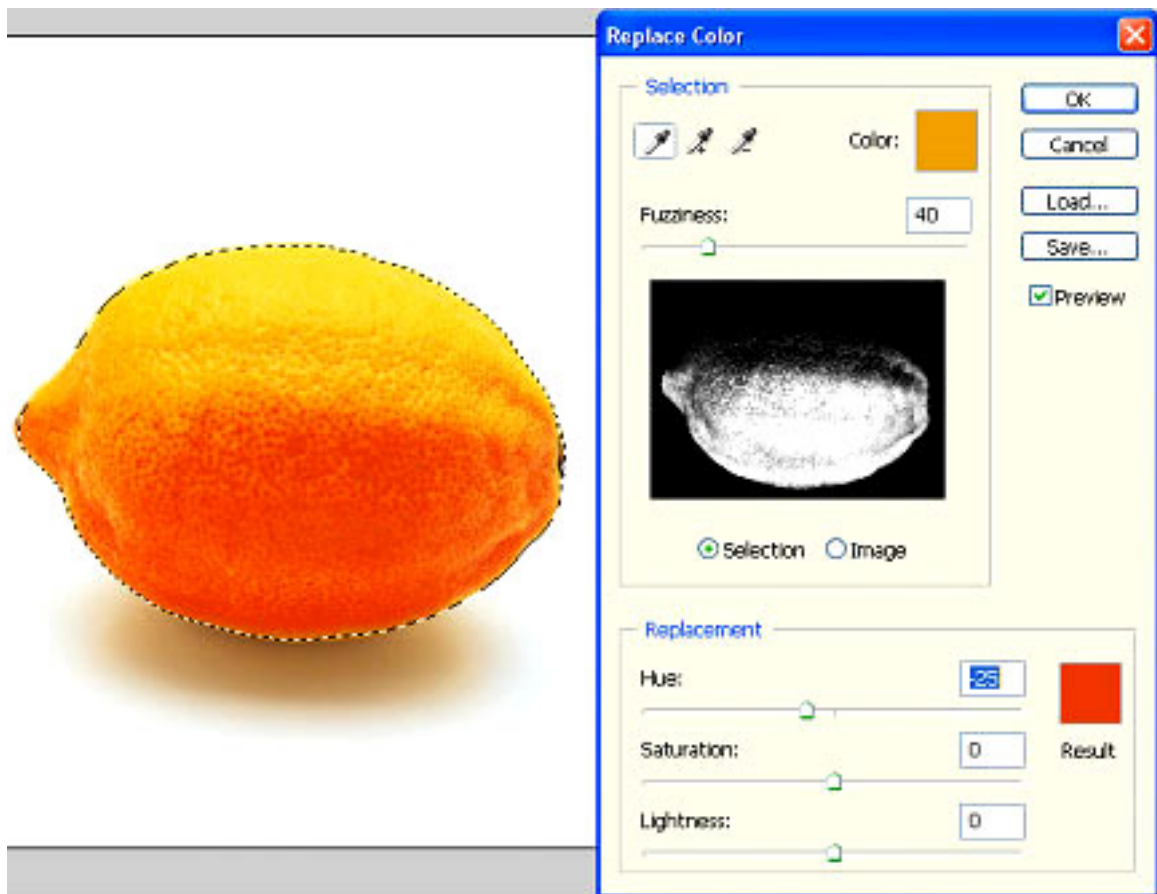 Replace Color
Selection
OK
Color:
Cancel
Fuzziness: 40
Load...
Save...
Preview
Selection Image
Replacement
Hue: -25
Saturation: 0 Result
Lightness: 0